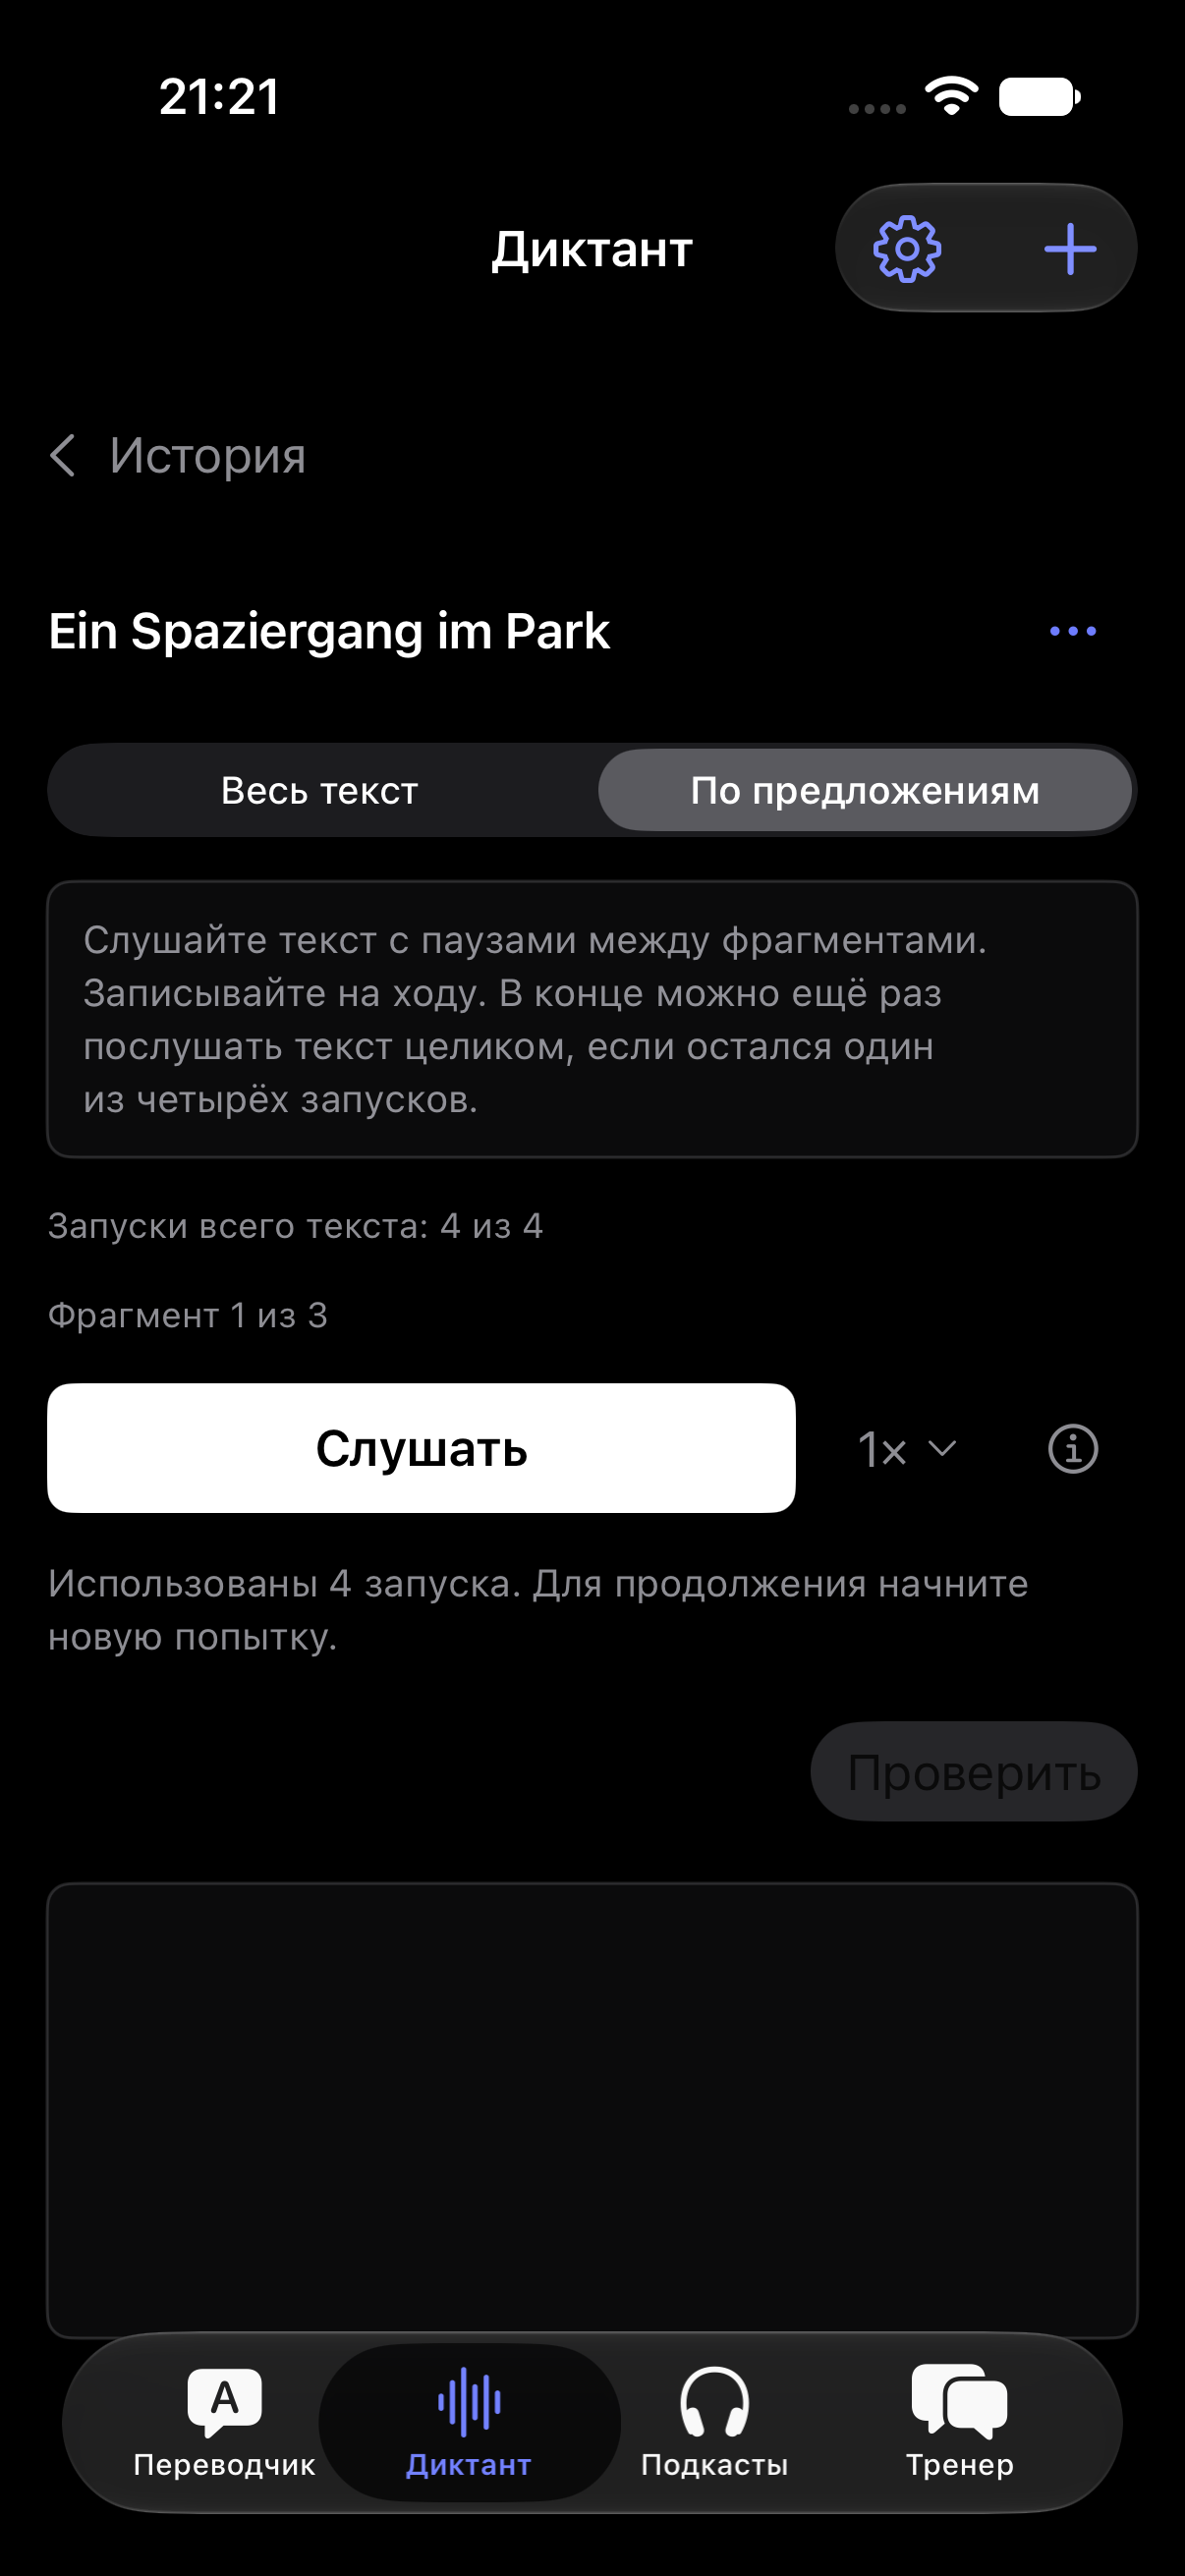 21:21
Диктант
История
Ein Spaziergang im Park
Весь текст
По предложениям
Слушайте текст с паузами между фрагментами.
Записывайте на ходу. В конце можно ещё раз
послушать текст целиком, если остался один
из четырёх запусков.
Запуски всего текста: 4 из 4
Фрагмент 1 из 3
Слушать
1×
Использованы 4 запуска. Для продолжения начните
новую попытку.
Проверить
A
Переводчик
Диктант
Подкасты
Тренер